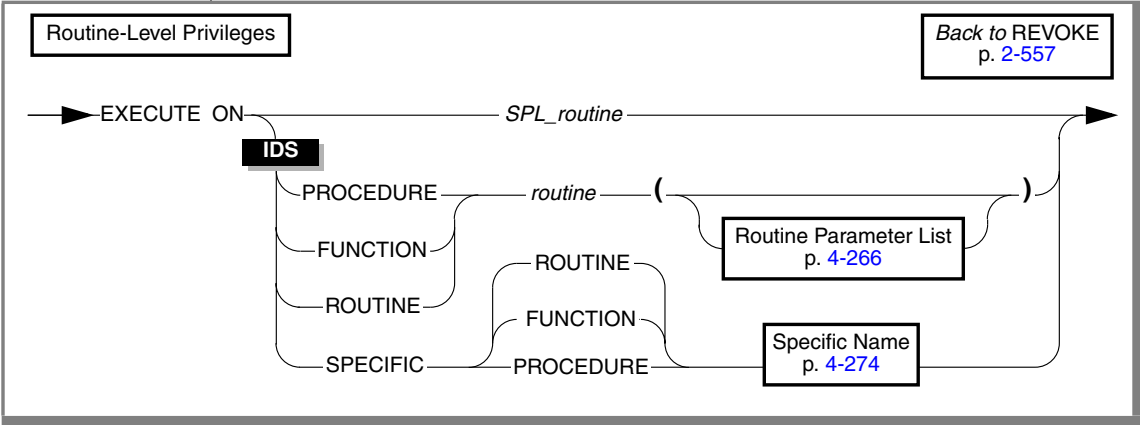 Routine-Level Privileges
Back to REVOKE
p. 2-557
EXECUTE ON
SPL_routine
IDS
PROCEDURE
routine
(
)
FUNCTION
Routine Parameter List
p. 4-266
ROUTINE
ROUTINE
FUNCTION
SPECIFIC
PROCEDURE
Specific Name
p. 4-274